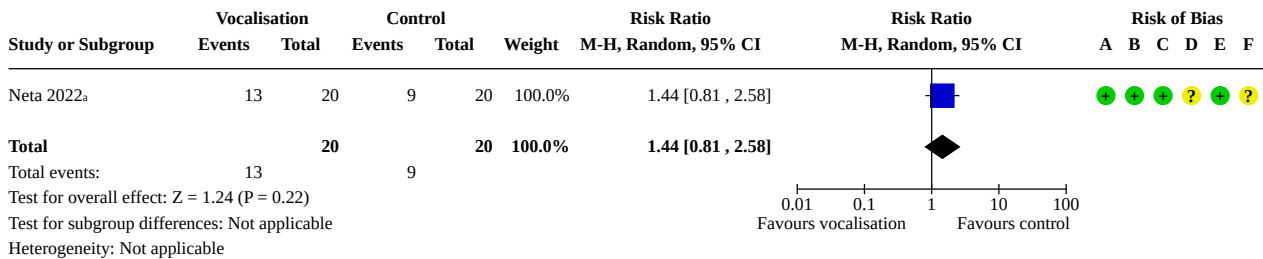 Vocalisation Control Risk Ratio Risk Ratio Risk of Bias
Study or Subgroup Events Total Events Total Weight M-H, Random, 95% CI M-H, Random, 95% CI A B C D E F
Neta 2022a 13 20 9 20 100.0% 1.44 [0.81 , 2.58] + + + ? + ?
Total 20 20 100.0% 1.44 [0.81 , 2.58]
Total events: 13 9
Test for overall effect: Z = 1.24 (P = 0.22)
0.01 0.1 1 10 100
Test for subgroup differences: Not applicable Favours vocalisation Favours control
Heterogeneity: Not applicable